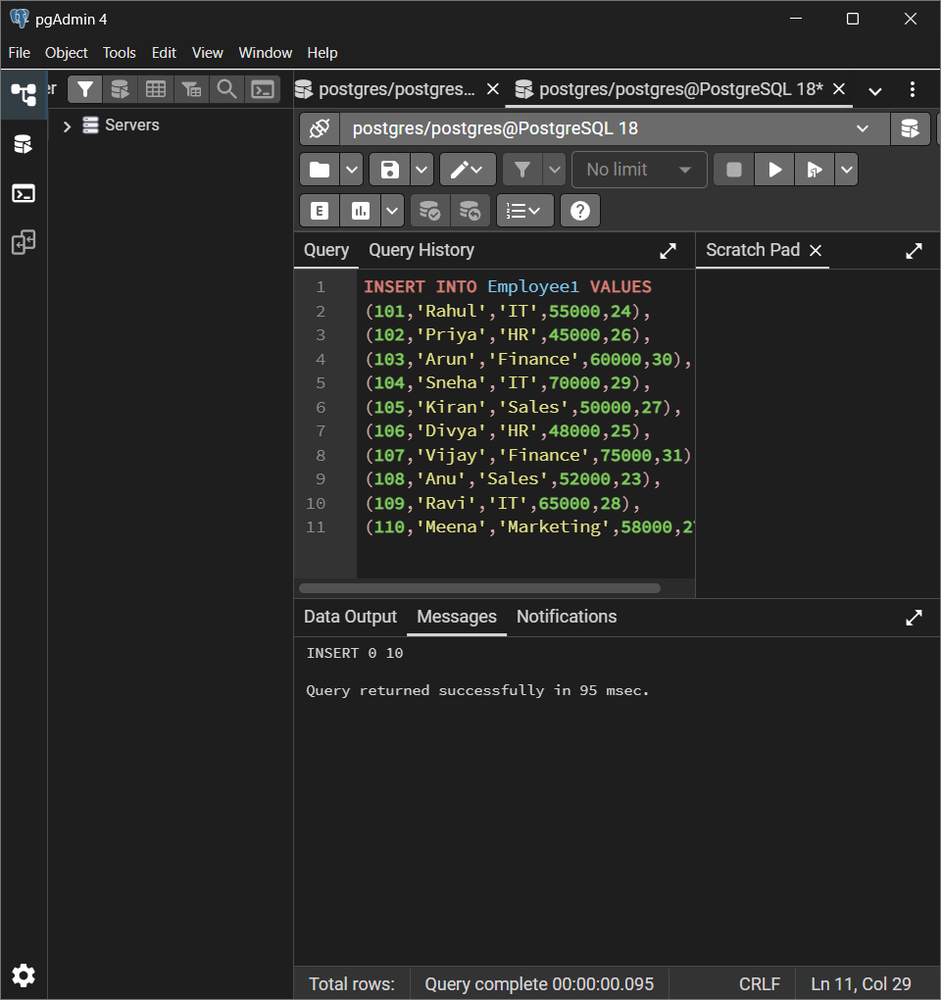 pgAdmin 4
File Object Tools Edit View Window Help
er
postgres/postgres...
postgres/postgres@PostgreSQL 18*
Servers
postgres/postgres@PostgreSQL 18
No limit
E
Query Query History
Scratch Pad
1 INSERT INTO Employee1 VALUES
2 (101,'Rahul','IT',55000,24),
3 (102,'Priya','HR',45000,26),
4 (103,'Arun','Finance',60000,30),
5 (104,'Sneha','IT',70000,29),
6 (105,'Kiran','Sales',50000,27),
7 (106,'Divya','HR',48000,25),
8 (107,'Vijay','Finance',75000,31)
9 (108,'Anu','Sales',52000,23),
10 (109,'Ravi','IT',65000,28),
11 (110,'Meena','Marketing',58000,27
Data Output Messages Notifications
INSERT 0 10
Query returned successfully in 95 msec.
Total rows: Query complete 00:00:00.095 CRLF Ln 11, Col 29